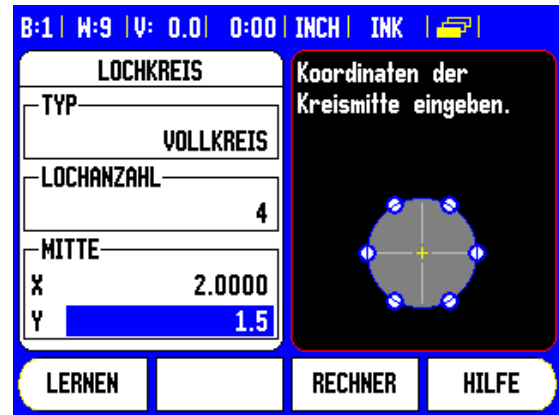 B:1| W:9 |V: 0.0| 0:00| INCH| INK
LOCHKREIS
TYP
VOLLKREIS
LOCHANZAHL
4
MITTE
X 2.0000
Y 1.5
Koordinaten der
Kreismitte eingeben.
LERNEN
RECHNER
HILFE